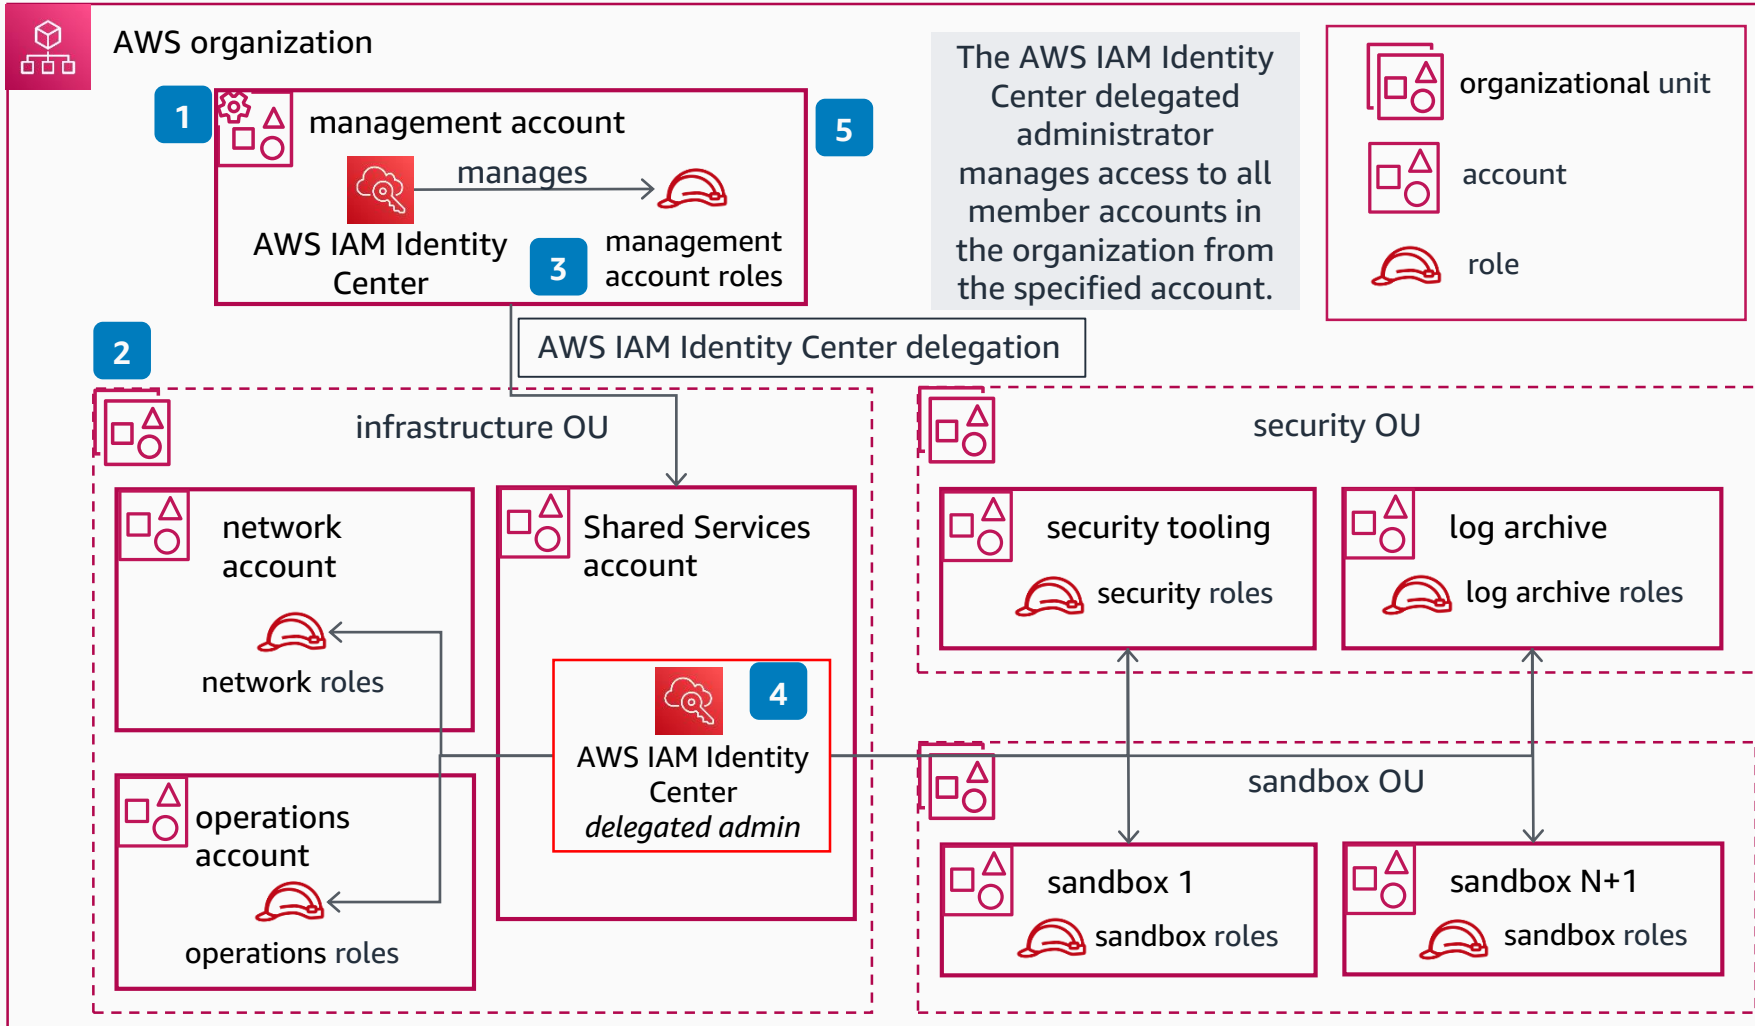 AWS organization
1
management account
5
manages
AWS IAM Identity
Center
3
management
account roles
The AWS IAM Identity
Center delegated
administrator
manages access to all
member accounts in
the organization from
the specified account.
organizational unit
account
role
AWS IAM Identity Center delegation
2
infrastructure OU
network
account
network roles
Shared Services
account
4
AWS IAM Identity
Center
delegated admin
operations
account
operations roles
security OU
security tooling
security roles
log archive
log archive roles
sandbox OU
sandbox 1
sandbox roles
sandbox N+1
sandbox roles